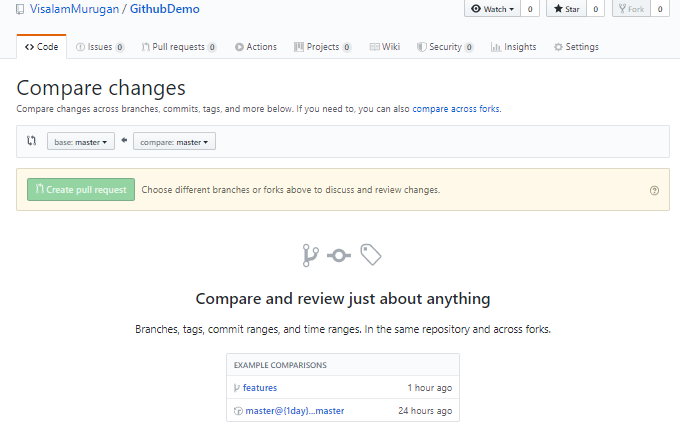 VisalamMurugan / GithubDemo
Watch 0 Star 0 Fork 0
Code Issues 0 Pull requests 0 Actions Projects 0 Wiki Security 0 Insights Settings
Compare changes
Compare changes across branches, commits, tags, and more below. If you need to, you can also compare across forks.
base: master compare: master
Create pull request Choose different branches or forks above to discuss and review changes.
Compare and review just about anything
Branches, tags, commit ranges, and time ranges. In the same repository and across forks.
EXAMPLE COMPARISONS
features 1 hour ago
master@{1day}...master 24 hours ago